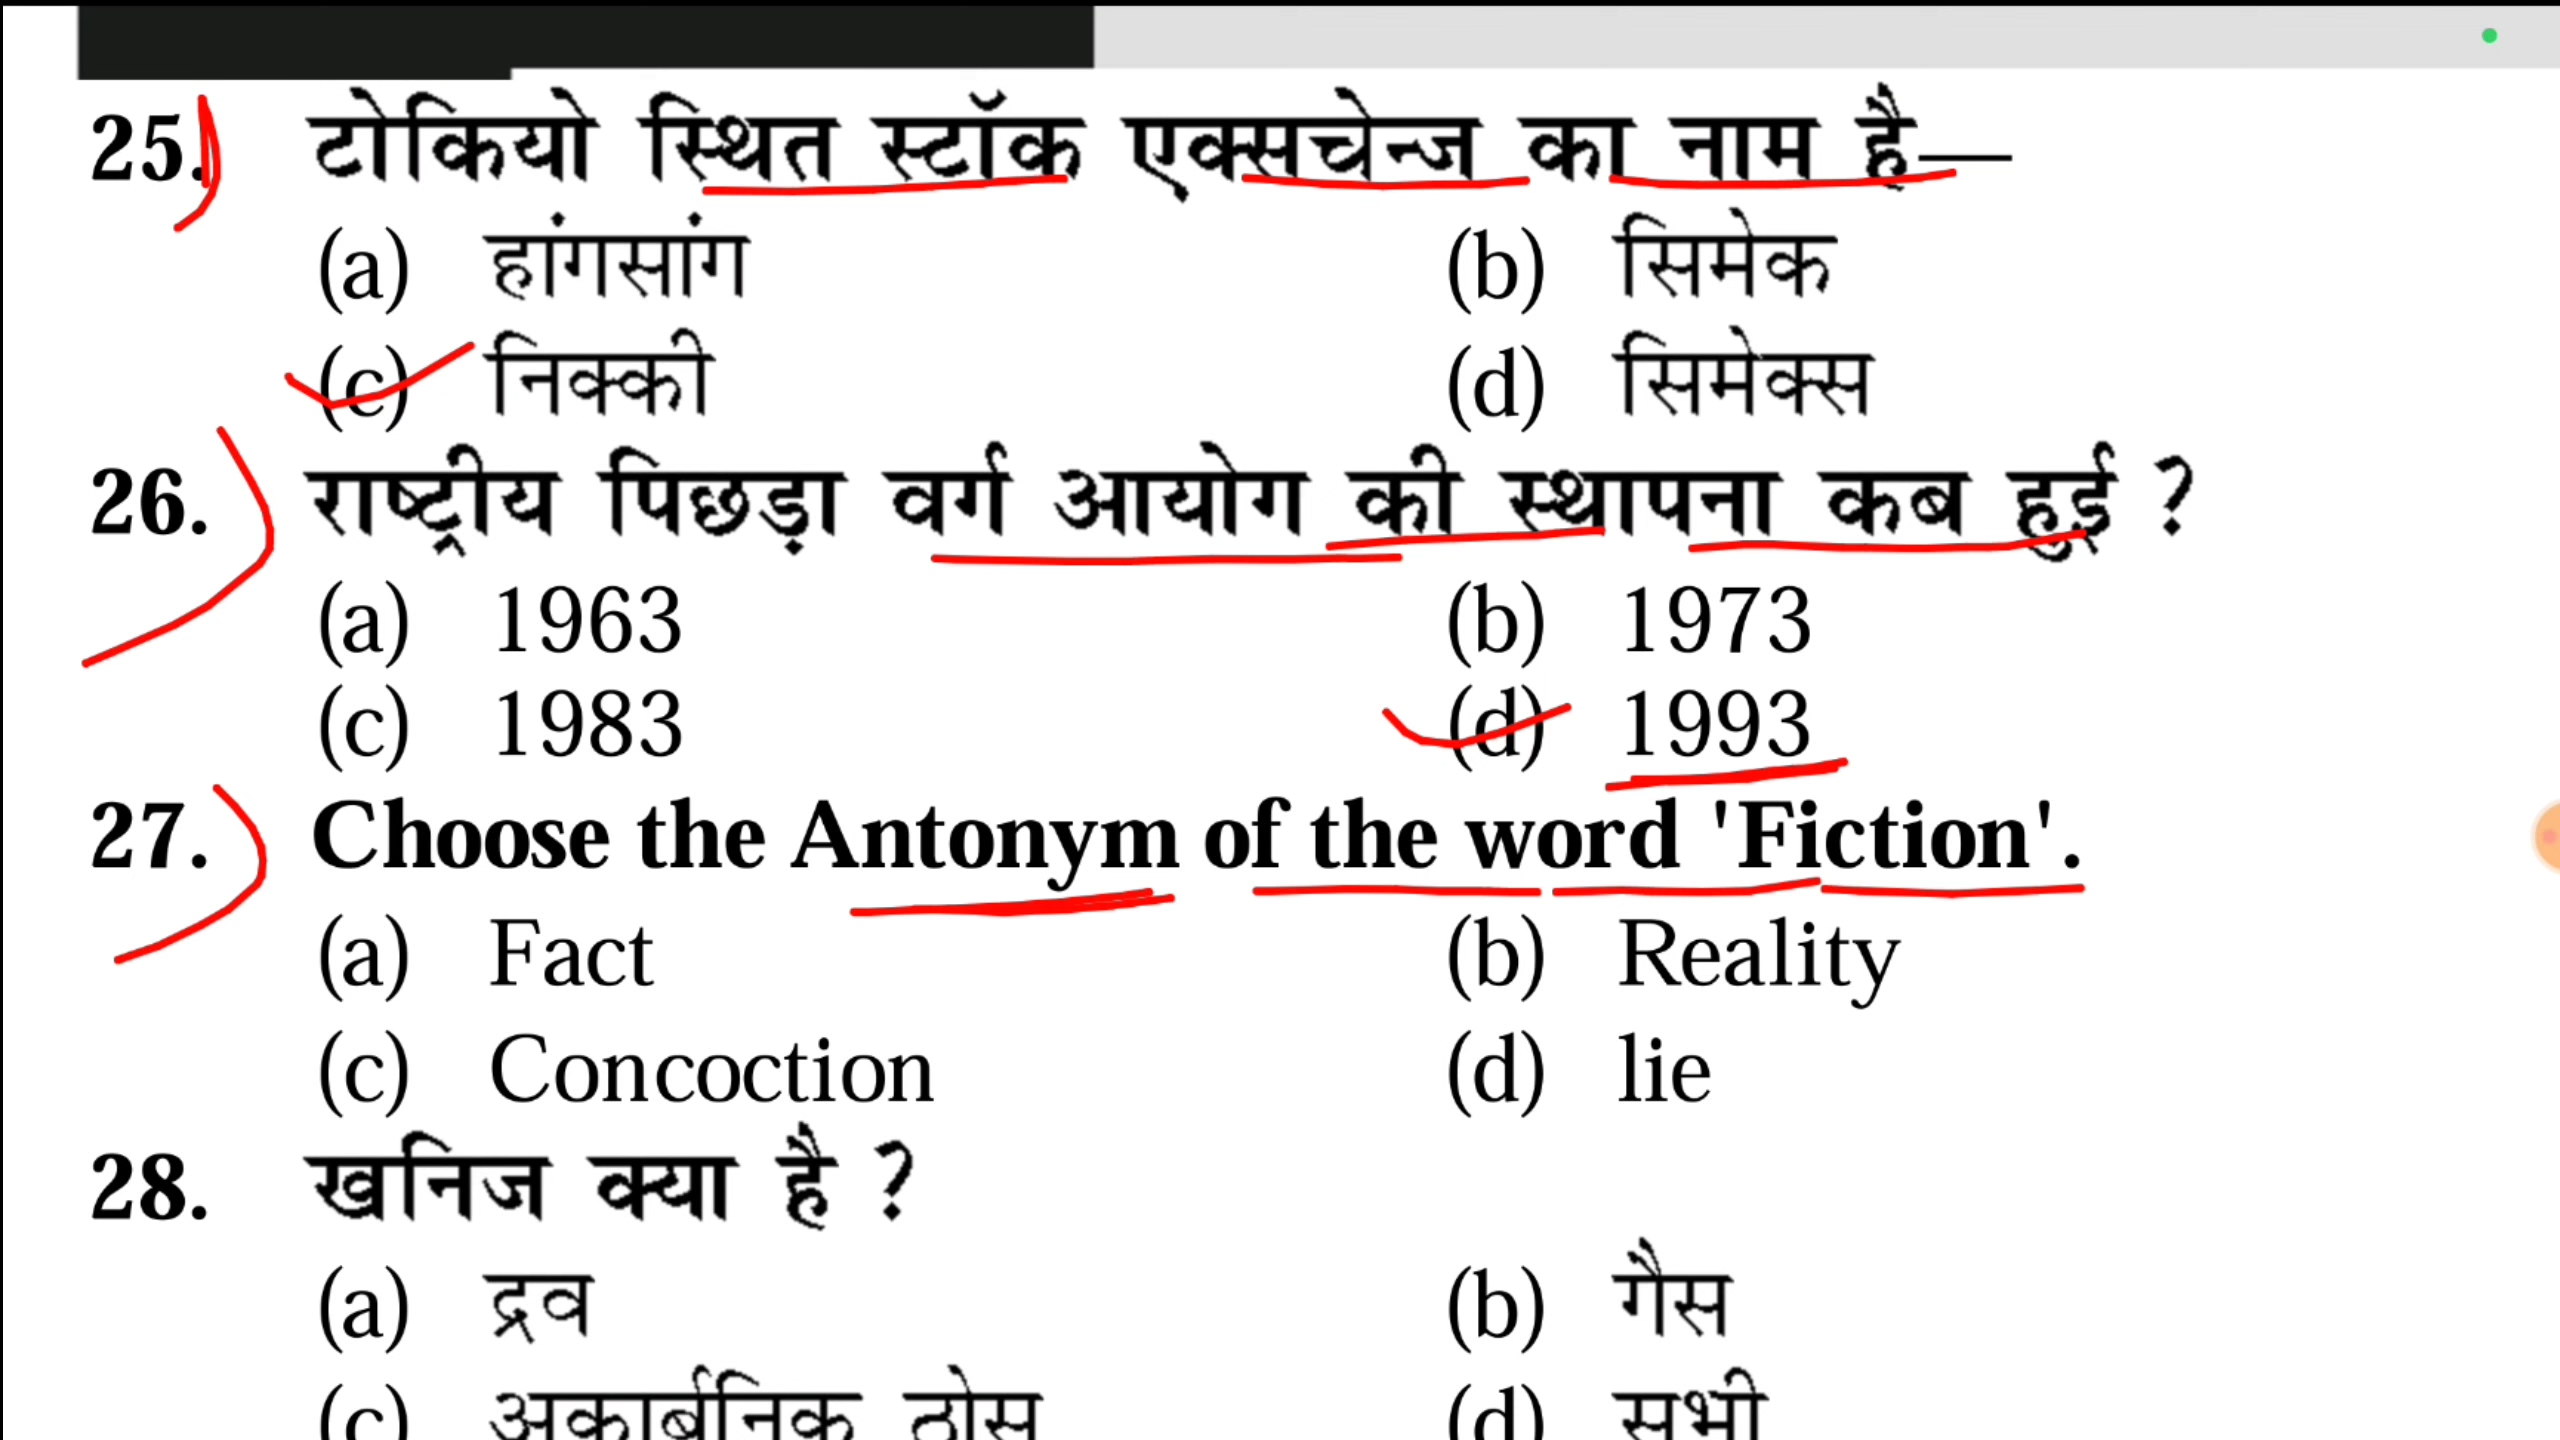 25. टोकियो स्थित स्टॉक एक्सचेन्ज का नाम है—
(a) हांगसांग (b) सिमेक
(c) निक्की (d) सिमेक्स
26. राष्ट्रीय पिछड़ा वर्ग आयोग की स्थापना कब हुई ?
(a) 1963 (b) 1973
(c) 1983 (d) 1993
27. Choose the Antonym of the word 'Fiction'.
(a) Fact (b) Reality
(c) Concoction (d) lie
28. खनिज क्या है ?
(a) द्रव (b) गैस
(c) अकार्बनिक ठोस (d) सभी